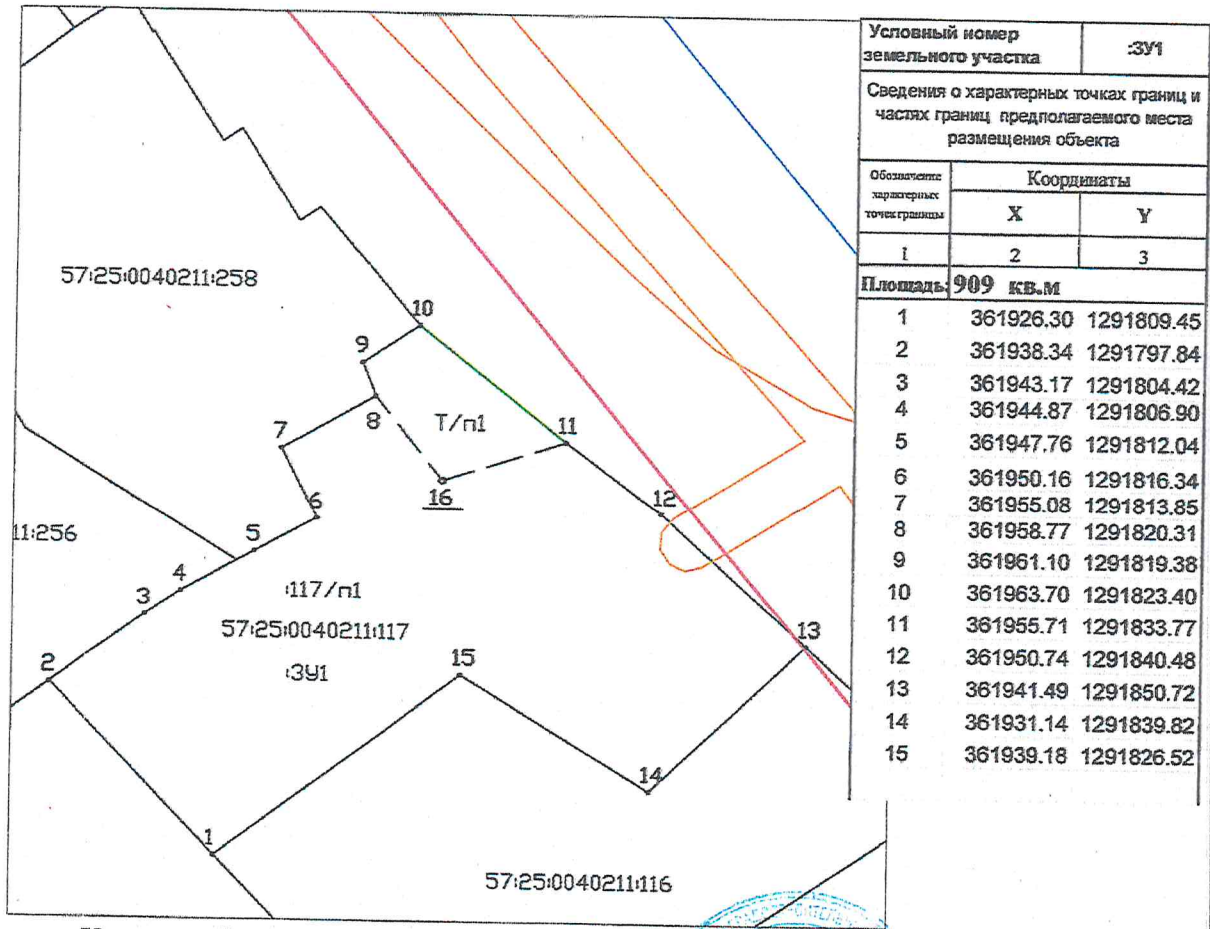 57:25:0040211:258
10
9
8
Т/п1
11
7
16
12
6
5
11:256
4
:117/п1
3
57:25:0040211:117
13
:ЗУ1
15
2
14
1
57:25:0040211:116
Условный номер земельного участка :ЗУ1
Сведения о характерных точках границ и
частях границ предполагаемого места
размещения объекта
Обозначение характерных точек границы
Координаты
X Y
1 2 3
Площадь: 909 кв.м
1 361926.30 1291809.45
2 361938.34 1291797.84
3 361943.17 1291804.42
4 361944.87 1291806.90
5 361947.76 1291812.04
6 361950.16 1291816.34
7 361955.08 1291813.85
8 361958.77 1291820.31
9 361961.10 1291819.38
10 361963.70 1291823.40
11 361955.71 1291833.77
12 361950.74 1291840.48
13 361941.49 1291850.72
14 361931.14 1291839.82
15 361939.18 1291826.52